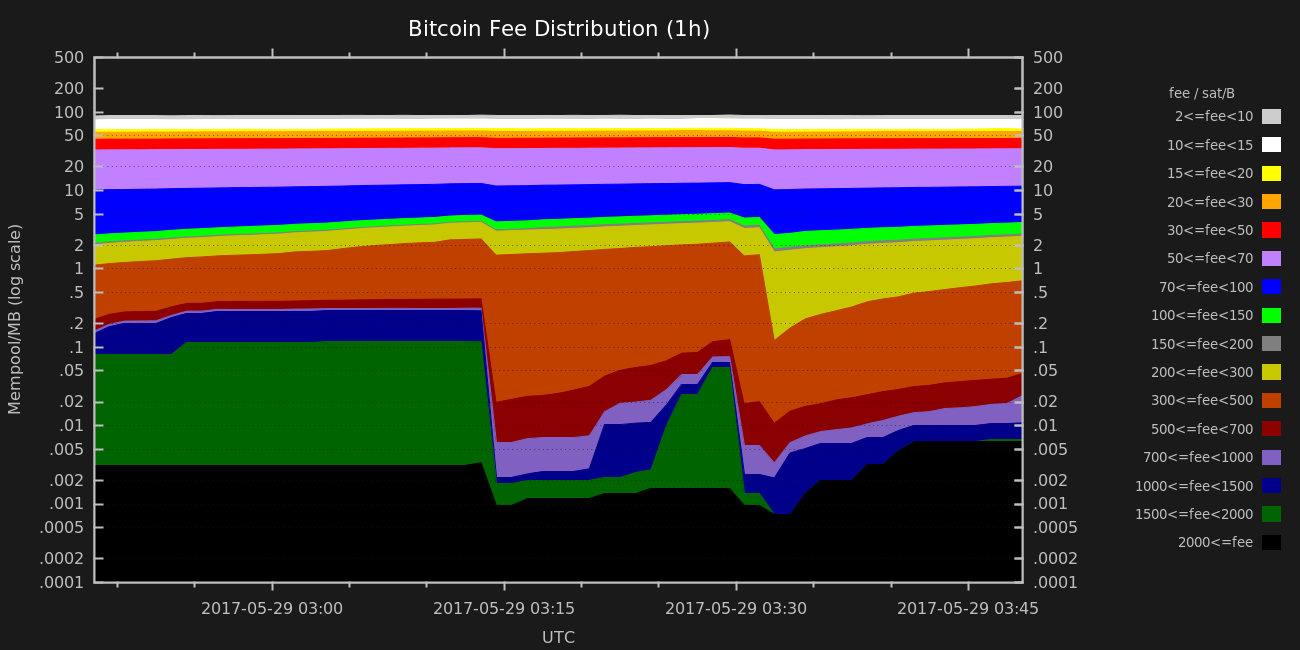 Bitcoin Fee Distribution (1h)
500
200
100
50
20
10
5
2
1
.5
.2
.1
.05
.02
.01
.005
.002
.001
.0005
.0002
.0001
Mempool/MB (log scale)
500
200
100
50
20
10
5
2
1
.5
.2
.1
.05
.02
.01
.005
.002
.001
.0005
.0002
.0001
2017-05-29 03:00
2017-05-29 03:15
2017-05-29 03:30
2017-05-29 03:45
UTC
fee / sat/B
2<=fee<10
10<=fee<15
15<=fee<20
20<=fee<30
30<=fee<50
50<=fee<70
70<=fee<100
100<=fee<150
150<=fee<200
200<=fee<300
300<=fee<500
500<=fee<700
700<=fee<1000
1000<=fee<1500
1500<=fee<2000
2000<=fee